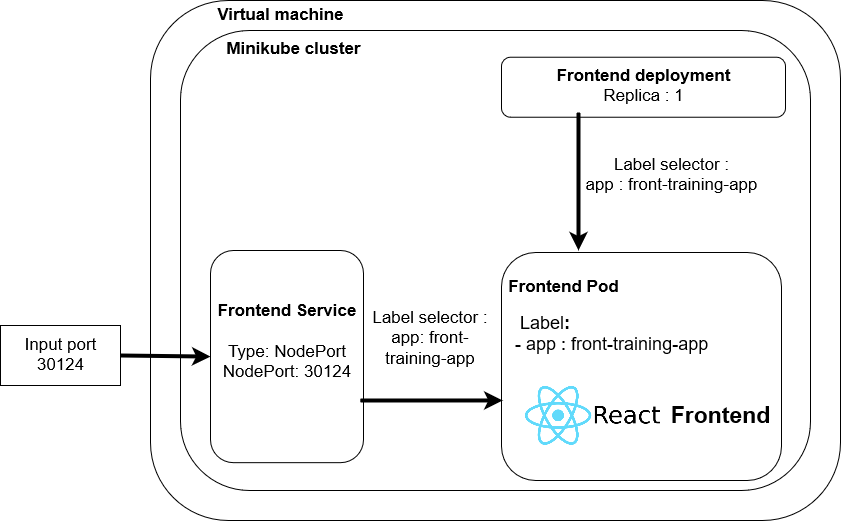 Virtual machine
Minikube cluster
Frontend deployment
Replica : 1
Label selector :
app : front-training-app
Frontend Service
Type: NodePort
NodePort: 30124
Input port
30124
Label selector :
app: front-
training-app
Frontend Pod
Label:
- app : front-training-app
React Frontend